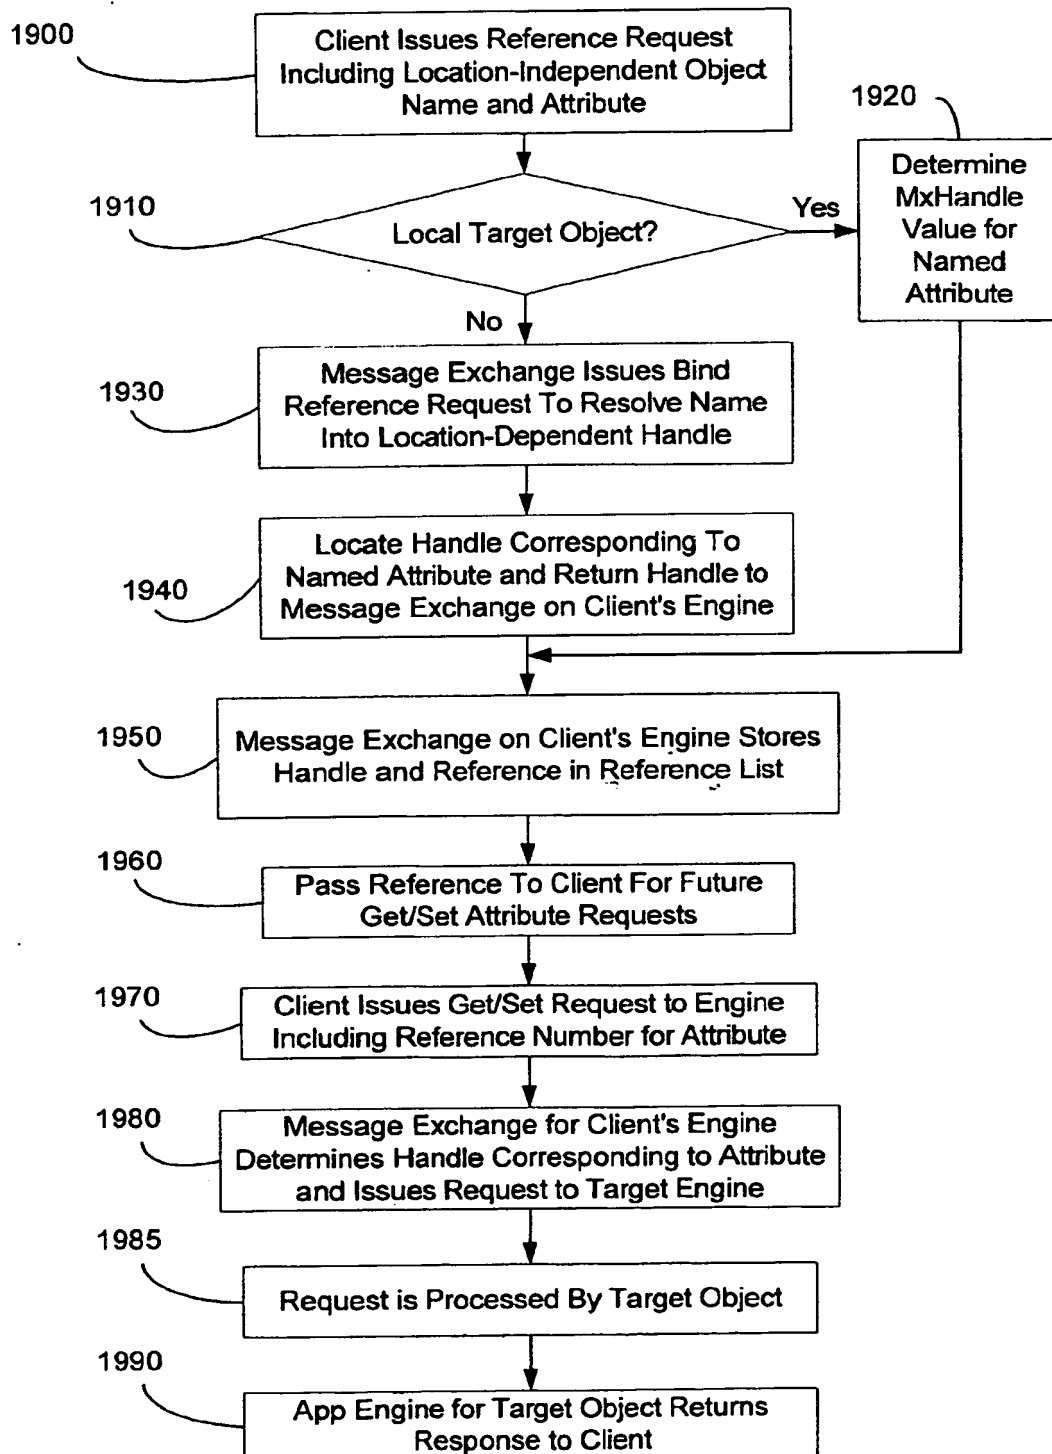 1900
Client Issues Reference Request
Including Location-Independent Object
Name and Attribute
1920
Determine
MxHandle
Value for
Named
Attribute
1910
Local Target Object?
Yes
No
1930
Message Exchange Issues Bind
Reference Request To Resolve Name
Into Location-Dependent Handle
1940
Locate Handle Corresponding To
Named Attribute and Return Handle to
Message Exchange on Client's Engine
1950
Message Exchange on Client's Engine Stores
Handle and Reference in Reference List
1960
Pass Reference To Client For Future
Get/Set Attribute Requests
1970
Client Issues Get/Set Request to Engine
Including Reference Number for Attribute
1980
Message Exchange for Client's Engine
Determines Handle Corresponding to Attribute
and Issues Request to Target Engine
1985
Request is Processed By Target Object
1990
App Engine for Target Object Returns
Response to Client